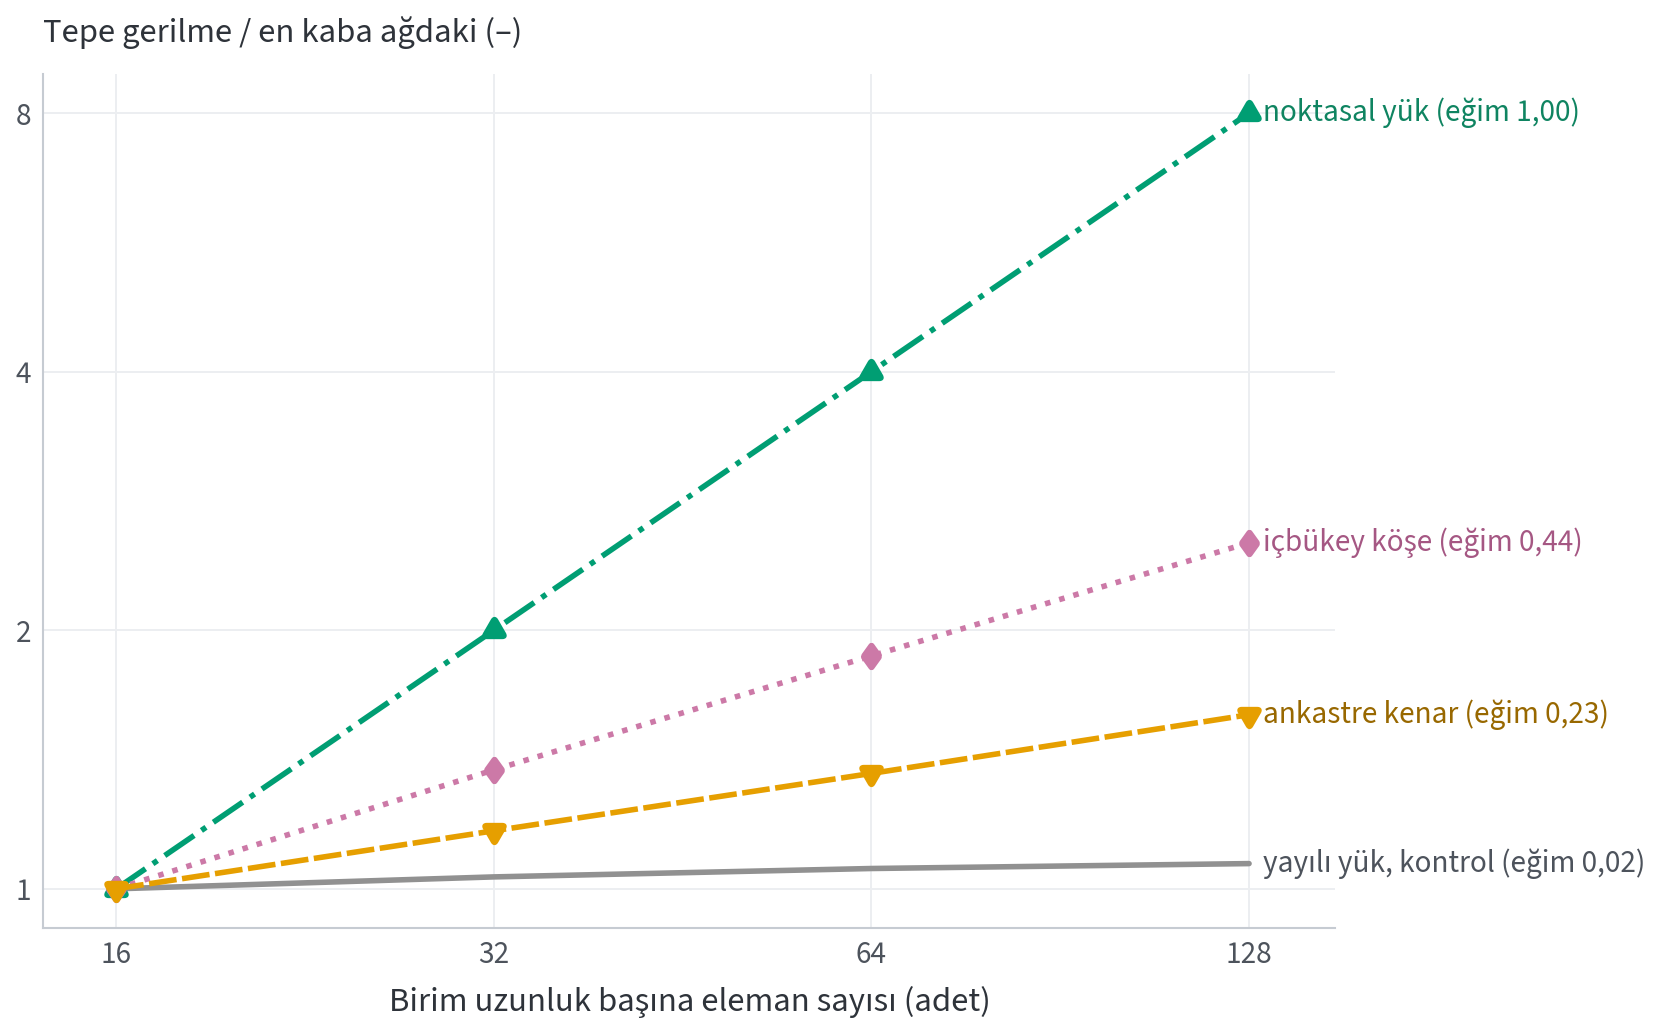 Tepe gerilme / en kaba ağdaki (–)
8
noktasal yük (eğim 1,00)
4
içbükey köşe (eğim 0,44)
2
ankastre kenar (eğim 0,23)
yayılı yük, kontrol (eğim 0,02)
1
16 32 64 128
Birim uzunluk başına eleman sayısı (adet)